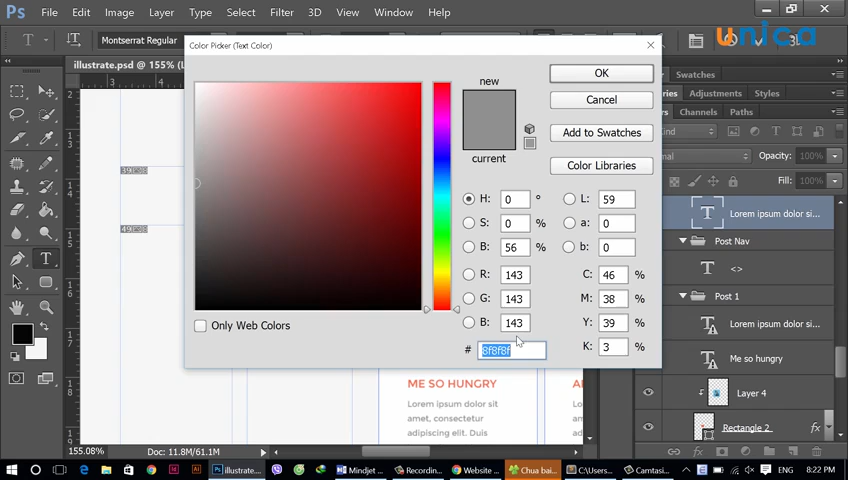 Ps File Edit Image Layer Type Select Filter 3D View Window Help
unica
T Montserrat Regular
Color Picker (Text Color)
illustrate.psd @ 155% (L
Swatches
Adjustments Styles
Channels Paths
Kind
Opacity: 100%
Fill: 100%
new
current
OK
Cancel
Add to Swatches
Color Libraries
H: 0 °
S: 0 %
B: 56 %
R: 143
G: 143
B: 143
L: 59
a: 0
b: 0
C: 46 %
M: 38 %
Y: 39 %
K: 3 %
# 8f8f8f
Only Web Colors
T Lorem ipsum dolor si...
Post Nav
T <>
Post 1
T Lorem ipsum dolor si...
T Me so hungry
Layer 4
Rectangle 2 fx
ME SO HUNGRY
Lorem ipsum dolor sit
amet, consectetur
adipiscing elit. Duis
155.08% Doc: 11.8M/61.1M
illustrate...
Mindjet ...
Recording...
Website ...
Chua bai...
C:\Users...
Camtasi...
ENG 8:22 PM